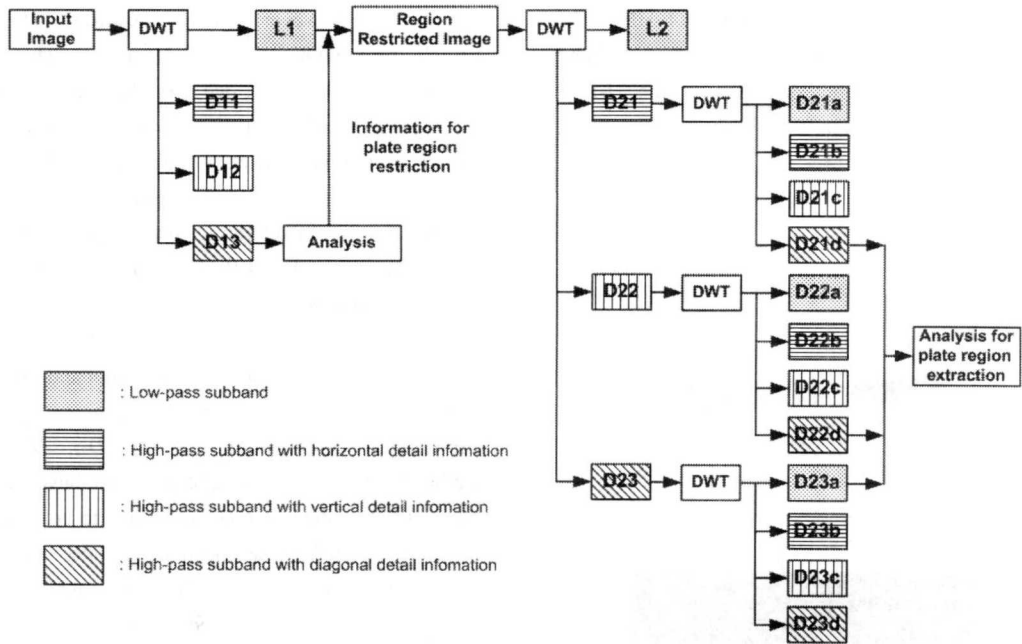 Input
Image
DWT
L1
Region
Restricted Image
DWT
L2
D11
D12
D13
Analysis
Information for
plate region
restriction
D21
DWT
D21a
D21b
D21c
D21d
D22
DWT
D22a
D22b
D22c
D22d
D23
DWT
D23a
D23b
D23c
D23d
Analysis for
plate region
extraction
: Low-pass subband
: High-pass subband with horizontal detail infomation
: High-pass subband with vertical detail infomation
: High-pass subband with diagonal detail infomation